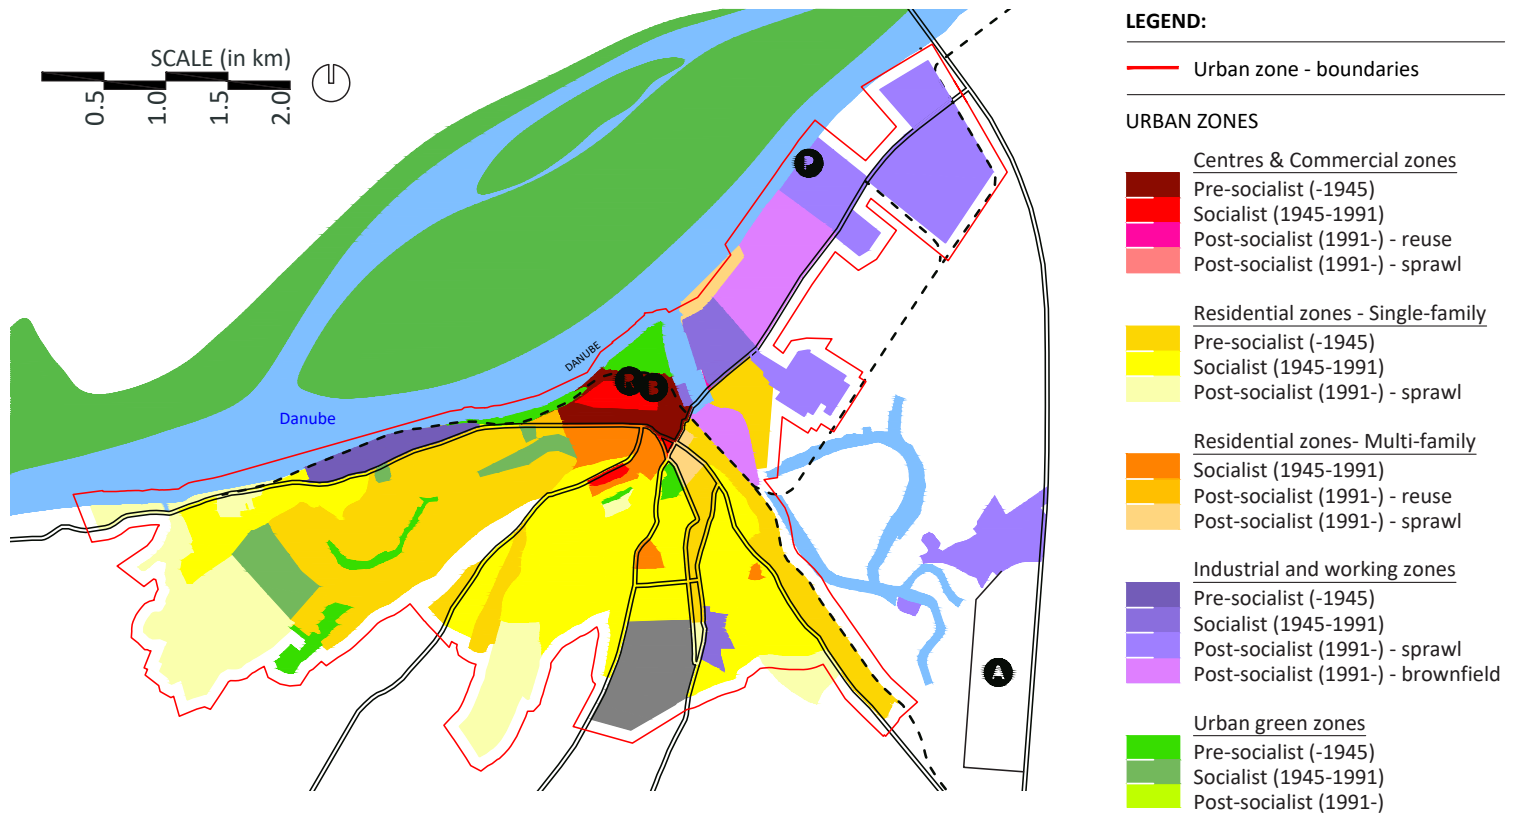 SCALE (in km)
0.5
1.0
1.5
2.0
P
DANUBE
R
B
Danube
A
LEGEND:
Urban zone - boundaries
URBAN ZONES
Centres & Commercial zones
Pre-socialist (-1945)
Socialist (1945-1991)
Post-socialist (1991-) - reuse
Post-socialist (1991-) - sprawl
Residential zones - Single-family
Pre-socialist (-1945)
Socialist (1945-1991)
Post-socialist (1991-) - sprawl
Residential zones- Multi-family
Socialist (1945-1991)
Post-socialist (1991-) - reuse
Post-socialist (1991-) - sprawl
Industrial and working zones
Pre-socialist (-1945)
Socialist (1945-1991)
Post-socialist (1991-) - sprawl
Post-socialist (1991-) - brownfield
Urban green zones
Pre-socialist (-1945)
Socialist (1945-1991)
Post-socialist (1991-)